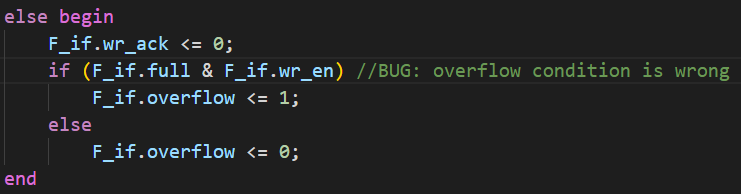 else begin
F_if.wr_ack <= 0;
if (F_if.full & F_if.wr_en) //BUG: overflow condition is wrong
F_if.overflow <= 1;
else
F_if.overflow <= 0;
end